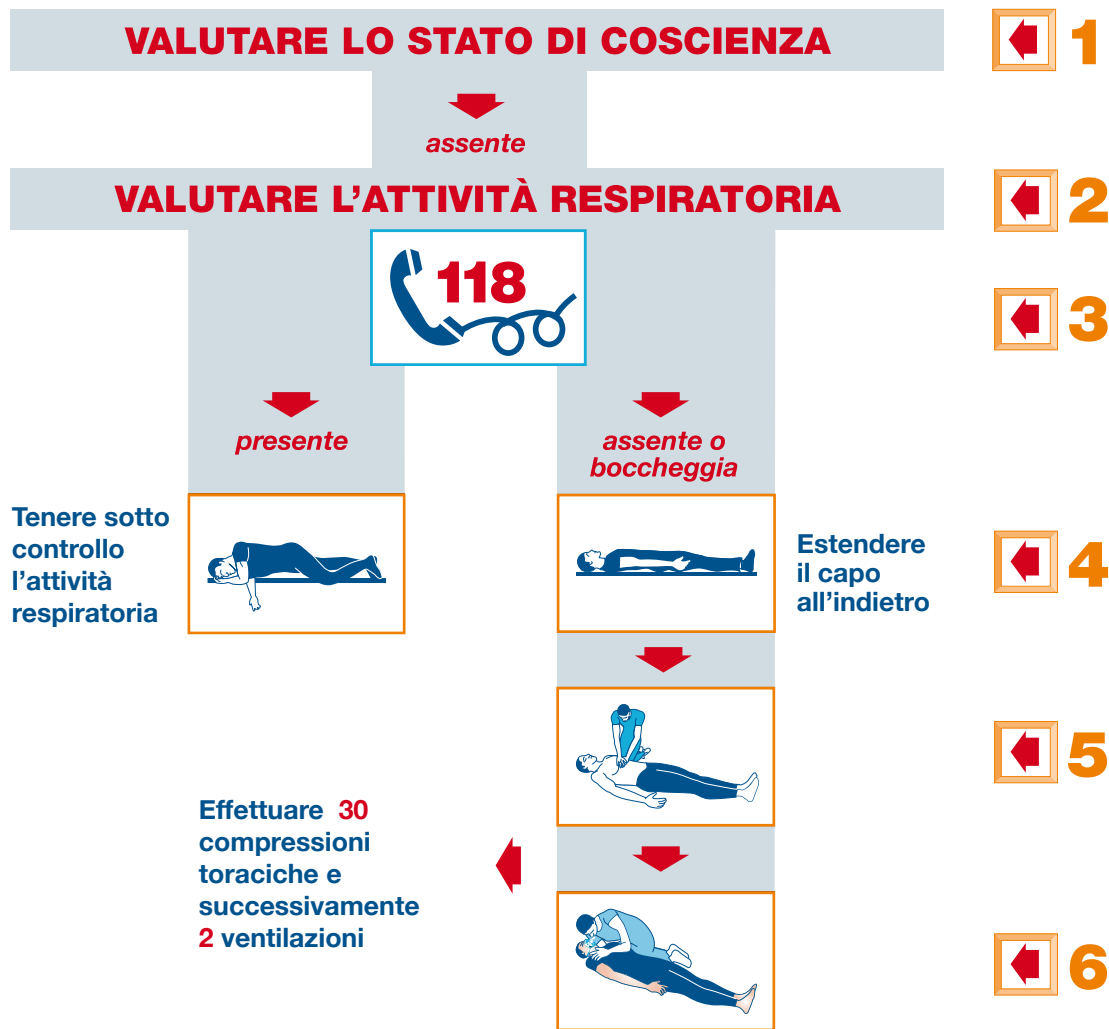 VALUTARE LO STATO DI COSCIENZA
1
assente
VALUTARE L'ATTIVITÀ RESPIRATORIA
2
118
3
presente
assente o
boccheggia
Tenere sotto
controllo
l'attività
respiratoria
Estendere
il capo
all'indietro
4
5
Effettuare 30
compressioni
toraciche e
successivamente
2 ventilazioni
6